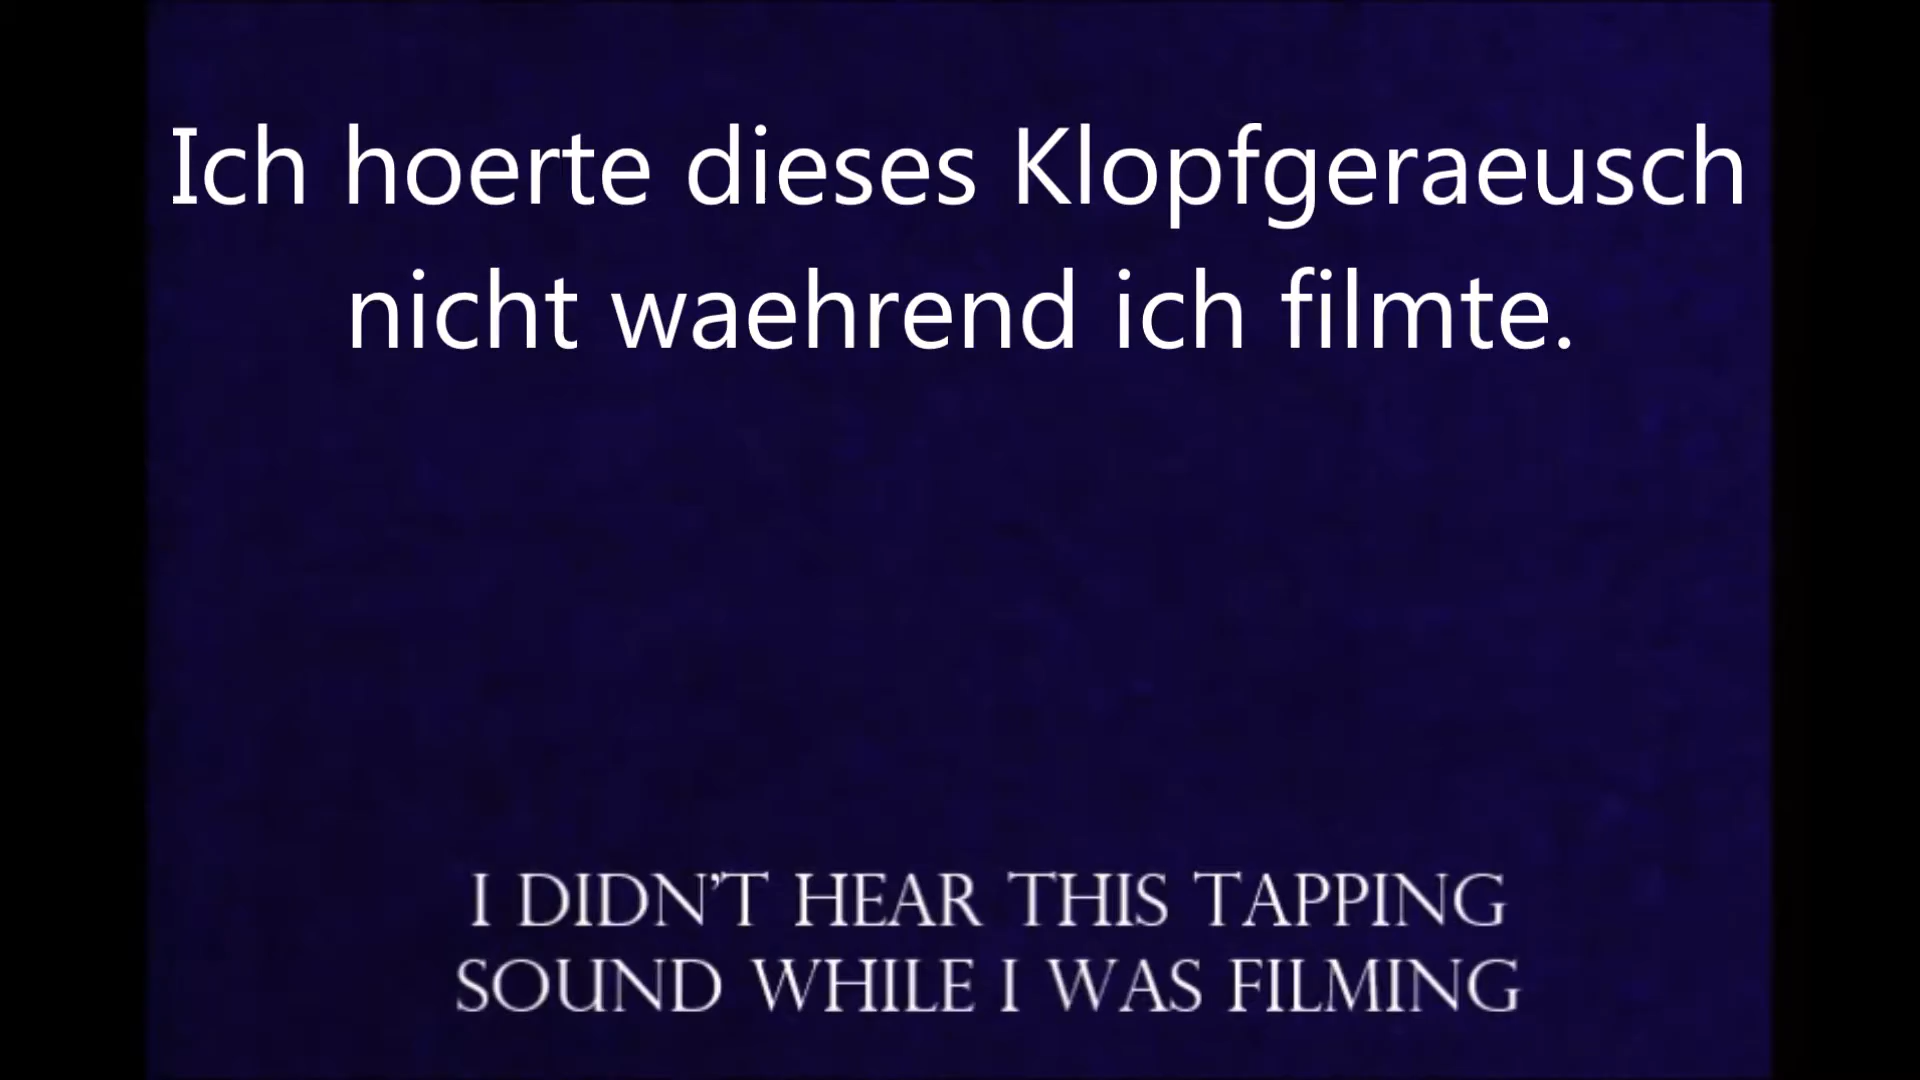 Ich hoerte dieses Klopfgeraeusch
nicht waehrend ich filmte.
I DIDN'T HEAR THIS TAPPING
SOUND WHILE I WAS FILMING